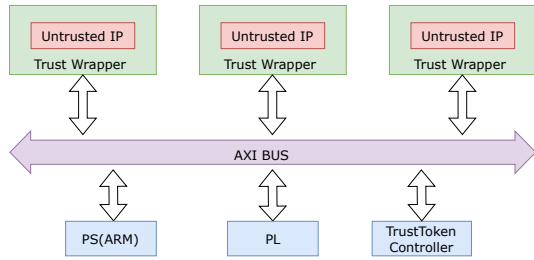 Untrusted IP
Trust Wrapper
Untrusted IP
Trust Wrapper
Untrusted IP
Trust Wrapper
AXI BUS
PS(ARM)
PL
TrustToken
Controller